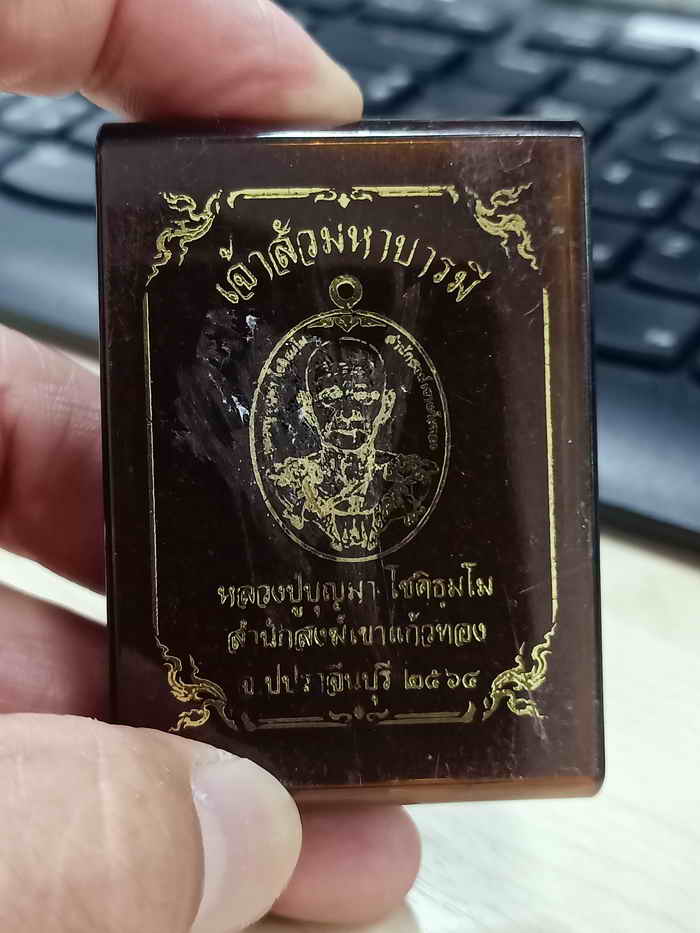 เจ้าสัวมหาบารมี
หลวงปู่บุญมา โชติธมฺโม
สำนักสงฆ์เขาแก้วทอง
จ.ปราจีนบุรี ๒๕๖๔